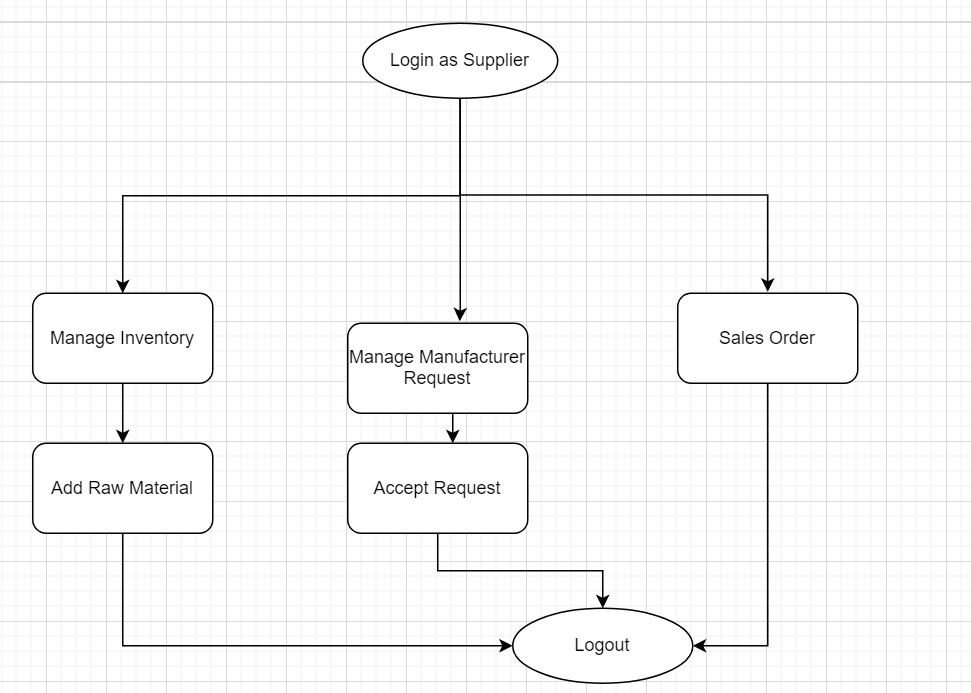 Login as Supplier
Manage Inventory
Manage Manufacturer
Request
Sales Order
Add Raw Material
Accept Request
Logout